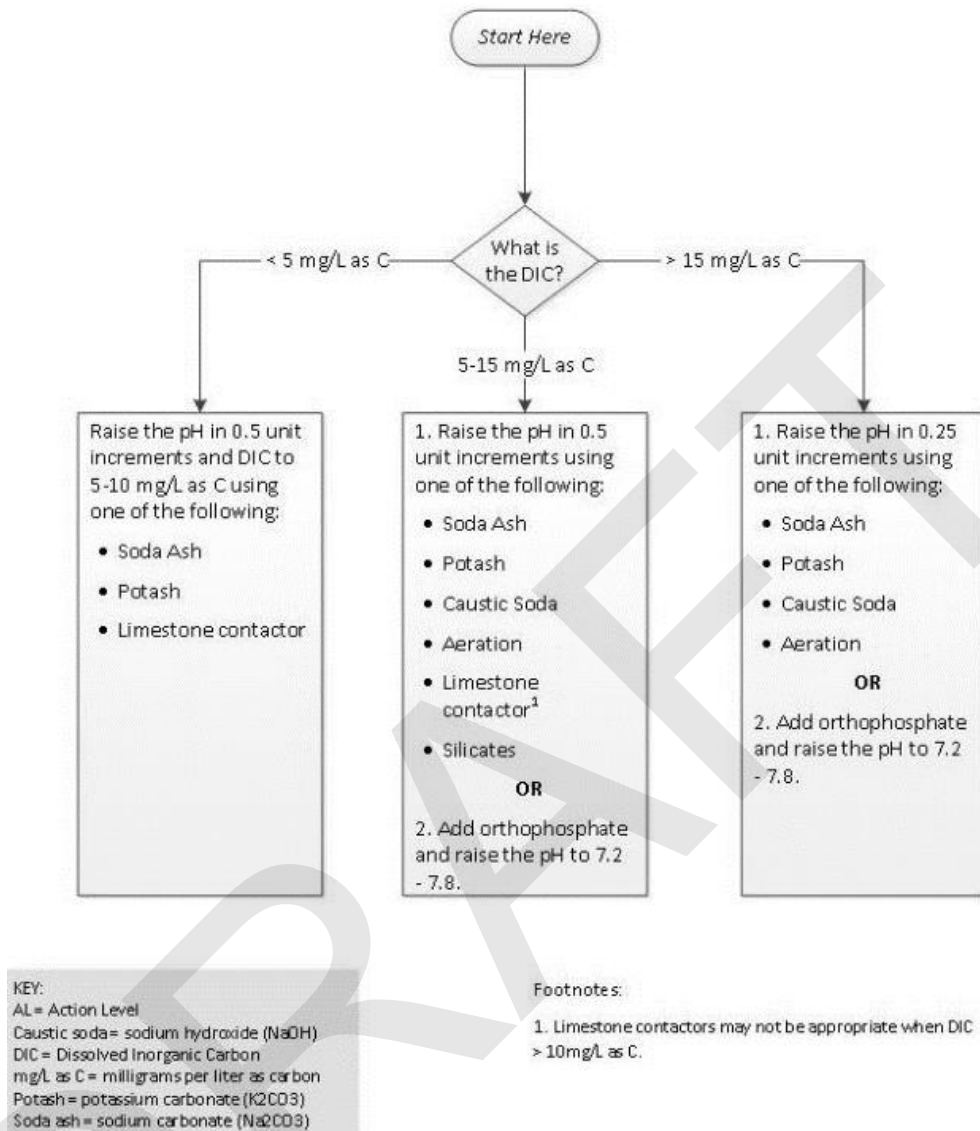 Start Here
What is
the DIC?
< 5 mg/L as C
> 15 mg/L as C
5-15 mg/L as C
Raise the pH in 0.5 unit
increments and DIC to
5-10 mg/L as C using
one of the following:
• Soda Ash
• Potash
• Limestone contactor
1. Raise the pH in 0.5
unit increments using
one of the following:
• Soda Ash
• Potash
• Caustic Soda
• Aeration
• Limestone
contactor¹
• Silicates
OR
2. Add orthophosphate
and raise the pH to 7.2
- 7.8.
1. Raise the pH in 0.25
unit increments using
one of the following:
• Soda Ash
• Potash
• Caustic Soda
• Aeration
OR
2. Add orthophosphate
and raise the pH to 7.2
- 7.8.
KEY:
AL = Action Level
Caustic soda = sodium hydroxide (NaOH)
DIC = Dissolved Inorganic Carbon
mg/L as C = milligrams per liter as carbon
Potash = potassium carbonate (K2CO3)
Soda ash = sodium carbonate (Na2CO3)
Footnotes:
1. Limestone contactors may not be appropriate when DIC
> 10mg/L as C.
DRAFT